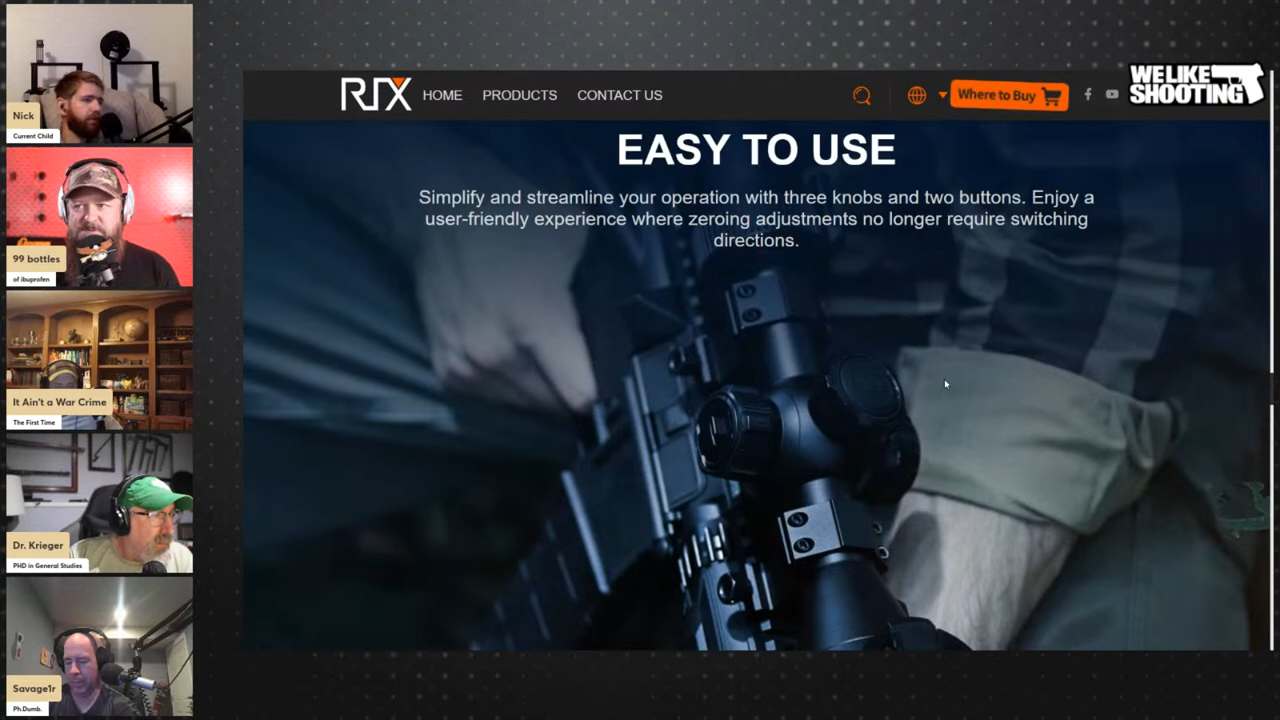 Nick
Current Child
99 bottles
of ibuprofen
It Ain't a War Crime
The First Time
Dr. Krieger
PHD in General Studies
Savage1r
Ph.Dumb.
RIX
HOME
PRODUCTS
CONTACT US
Where to Buy
WE LIKE
SHOOTING
EASY TO USE
Simplify and streamline your operation with three knobs and two buttons. Enjoy a
user-friendly experience where zeroing adjustments no longer require switching
directions.